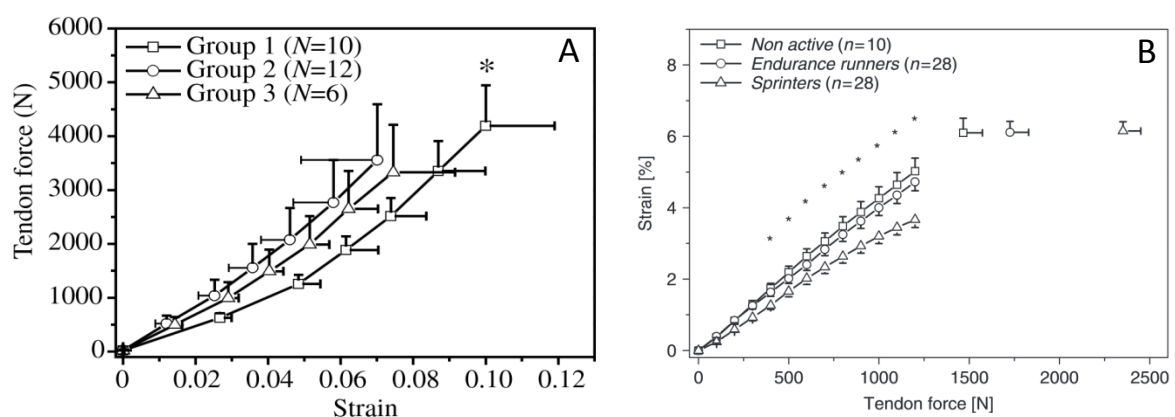 A
Group 1 (N=10)
Group 2 (N=12)
Group 3 (N=6)
*
Tendon force (N)
6000
5000
4000
3000
2000
1000
0
0 0.02 0.04 0.06 0.08 0.10 0.12
Strain
B
Non active (n=10)
Endurance runners (n=28)
Sprinters (n=28)
* * * * * * * * *
Strain [%]
8
6
4
2
0
0 500 1000 1500 2000 2500
Tendon force [N]